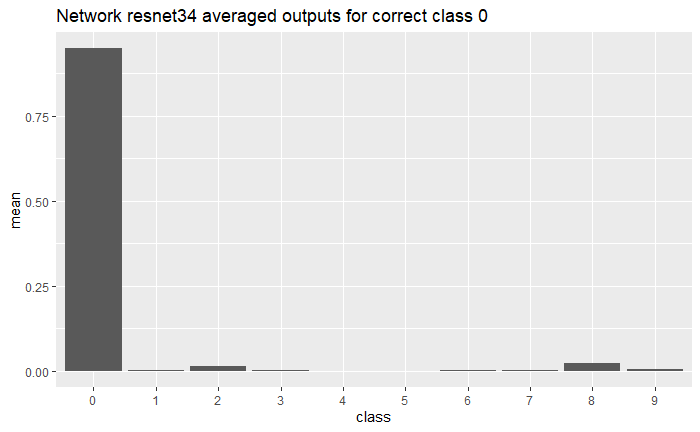 Network resnet34 averaged outputs for correct class 0
mean
0.75
0.50
0.25
0.00
0 1 2 3 4 5 6 7 8 9
class